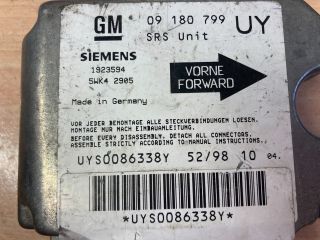 GM 09 180 799 UY
SRS Unit
SIEMENS
1923594
5WK4 2905
VORNE
FORWARD
Made in Germany
VOR JEDER DEMONTAGE ALLE STECKVERBINDUNGEN LOESEN.
MONTAGE NUR NACH EINBAUANLEITUNG.
BEFORE EVERY DISASSEMBLY, DETACH ALL CONNECTORS.
ASSEMBLE STRICTLY ACCORDING TO MANUAL INSTRUCTIONS.
UYS0086338Y 52/98 10 04.
*UYS0086338Y*